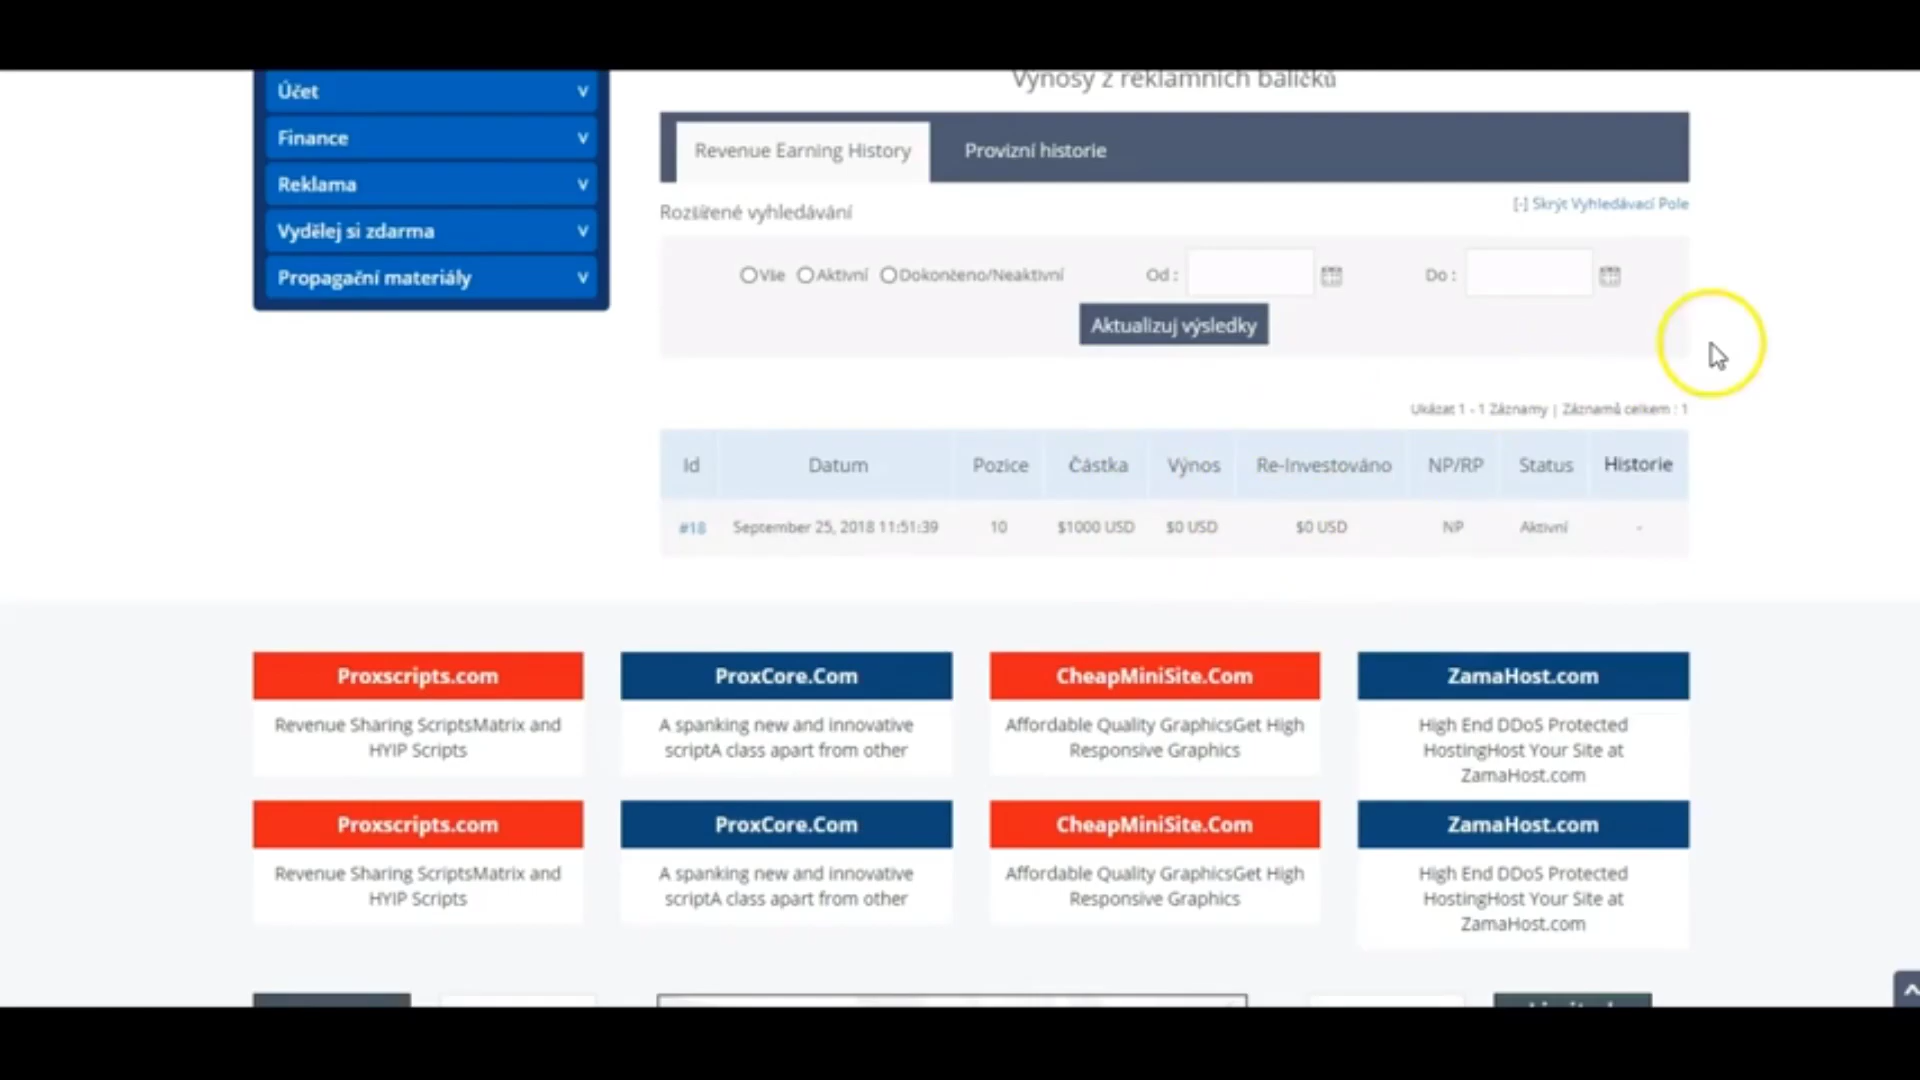 Výnosy z reklamních balíčků
Účet v
Finance v
Reklama v
Vydělej si zdarma v
Propagační materiály v
Revenue Earning History
Provizní historie
Rozšířené vyhledávání
[-] Skrýt Vyhledávací Pole
Vše Aktivní Dokončeno/Neaktivní Od : Do :
Aktualizuj výsledky
Ukázat 1 - 1 Záznamy | Záznamů celkem : 1
Id Datum Pozice Částka Výnos Re-Investováno NP/RP Status Historie
#18 September 25, 2018 11:51:39 10 $1000 USD $0 USD $0 USD NP Aktivní -
Proxscripts.com
Revenue Sharing ScriptsMatrix and
HYIP Scripts
ProxCore.Com
A spanking new and innovative
scriptA class apart from other
CheapMiniSite.Com
Affordable Quality GraphicsGet High
Responsive Graphics
ZamaHost.com
High End DDoS Protected
HostingHost Your Site at
ZamaHost.com
Proxscripts.com
Revenue Sharing ScriptsMatrix and
HYIP Scripts
ProxCore.Com
A spanking new and innovative
scriptA class apart from other
CheapMiniSite.Com
Affordable Quality GraphicsGet High
Responsive Graphics
ZamaHost.com
High End DDoS Protected
HostingHost Your Site at
ZamaHost.com